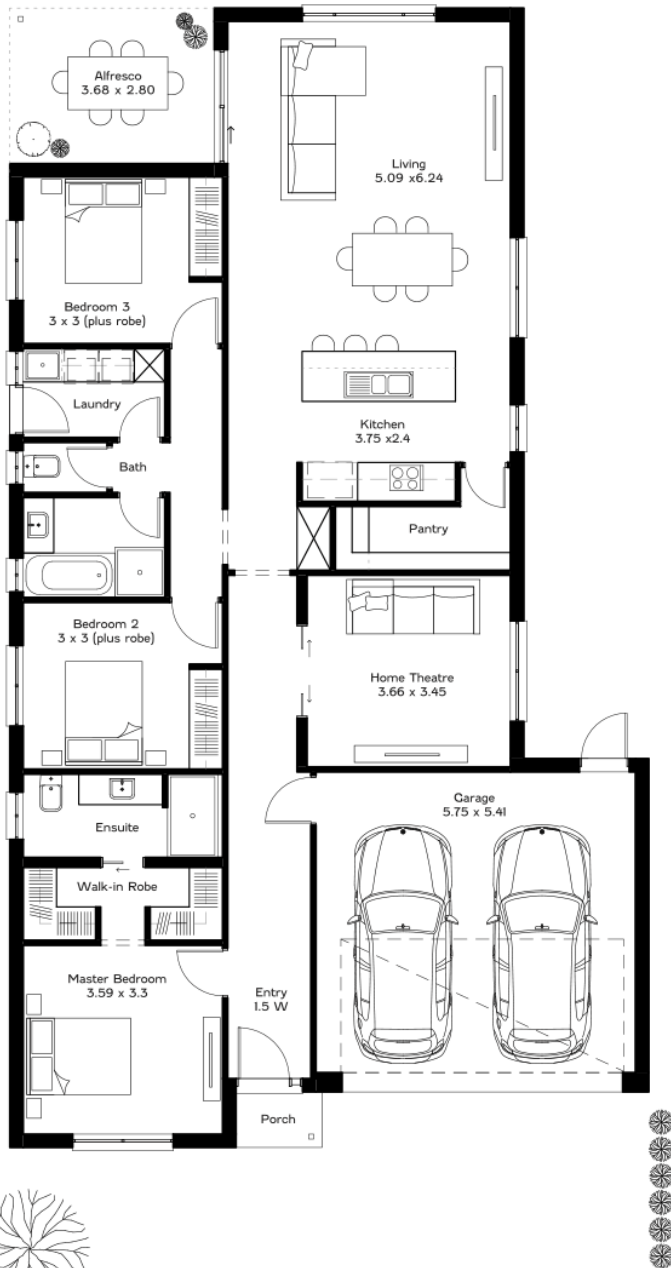 Alfresco
3.68 x 2.80
Living
5.09 x6.24
Bedroom 3
3 x 3 (plus robe)
Laundry
Kitchen
3.75 x2.4
Bath
Pantry
Bedroom 2
3 x 3 (plus robe)
Home Theatre
3.66 x 3.45
Garage
5.75 x 5.41
Ensuite
Walk-in Robe
Master Bedroom
3.59 x 3.3
Entry
1.5 W
Porch